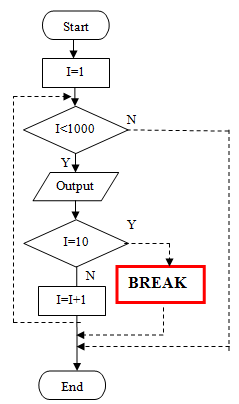 Start
I=1
I<1000
N
Y
Output
Y
I=10
N
BREAK
I=I+1
End